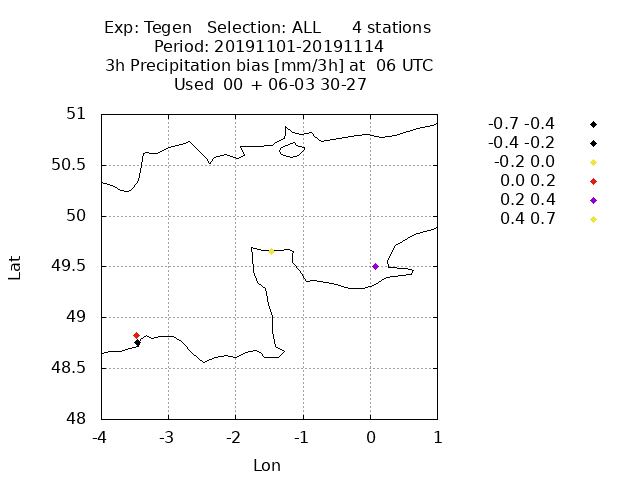 Exp: Tegen Selection: ALL 4 stations
Period: 20191101-20191114
3h Precipitation bias [mm/3h] at 06 UTC
Used 00 + 06-03 30-27
51
50.5
50
49.5
49
48.5
48
-4 -3 -2 -1 0 1
Lat
Lon
-0.7 -0.4
-0.4 -0.2
-0.2 0.0
0.0 0.2
0.2 0.4
0.4 0.7